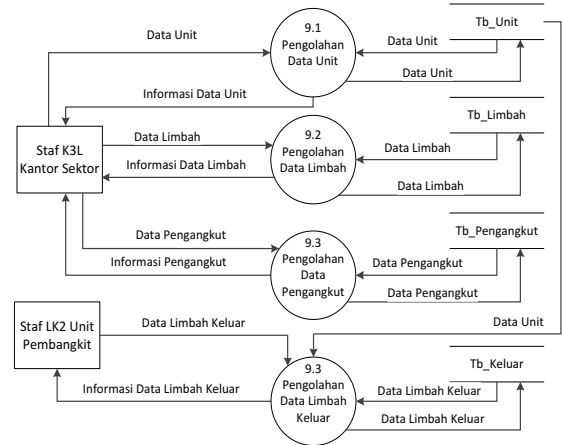 Data Unit
9.1
Pengolahan
Data Unit
Data Unit
Data Unit
Tb_Unit
Informasi Data Unit
Staf K3L
Kantor Sektor
Data Limbah
Informasi Data Limbah
9.2
Pengolahan
Data Limbah
Data Limbah
Data Limbah
Tb_Limbah
Data Pengangkut
Informasi Pengangkut
9.3
Pengolahan
Data
Pengangkut
Data Pengangkut
Data Pengangkut
Tb_Pengangkut
Data Unit
Staf LK2 Unit
Pembangkit
Data Limbah Keluar
Informasi Data Limbah Keluar
9.3
Pengolahan
Data Limbah
Keluar
Data Limbah Keluar
Data Limbah Keluar
Tb_Keluar